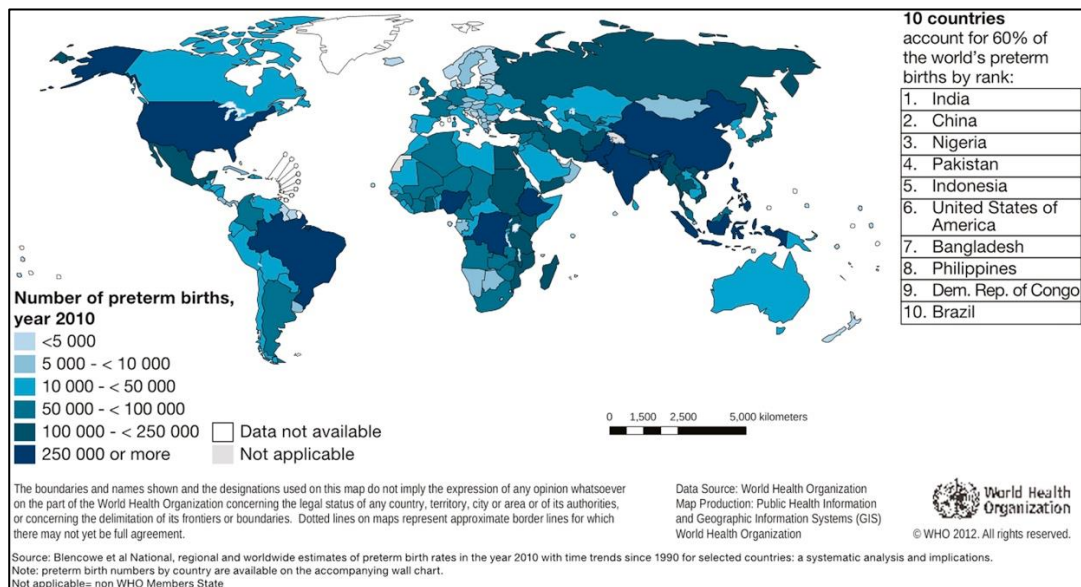 10 countries
account for 60% of
the world's preterm
births by rank:
1. India
2. China
3. Nigeria
4. Pakistan
5. Indonesia
6. United States of
America
7. Bangladesh
8. Philippines
9. Dem. Rep. of Congo
10. Brazil
Number of preterm births,
year 2010
<5 000
5 000 - < 10 000
10 000 - < 50 000
50 000 - < 100 000
100 000 - < 250 000
250 000 or more
Data not available
Not applicable
0 1,500 2,500 5,000 kilometers
The boundaries and names shown and the designations used on this map do not imply the expression of any opinion whatsoever
on the part of the World Health Organization concerning the legal status of any country, territory, city or area or of its authorities,
or concerning the delimitation of its frontiers or boundaries. Dotted lines on maps represent approximate border lines for which
there may not yet be full agreement.
Data Source: World Health Organization
Map Production: Public Health Information
and Geographic Information Systems (GIS)
World Health Organization
World Health
Organization
© WHO 2012. All rights reserved.
Source: Blencowe et al National, regional and worldwide estimates of preterm birth rates in the year 2010 with time trends since 1990 for selected countries: a systematic analysis and implications.
Note: preterm birth numbers by country are available on the accompanying wall chart.
Not applicable= non WHO Members State